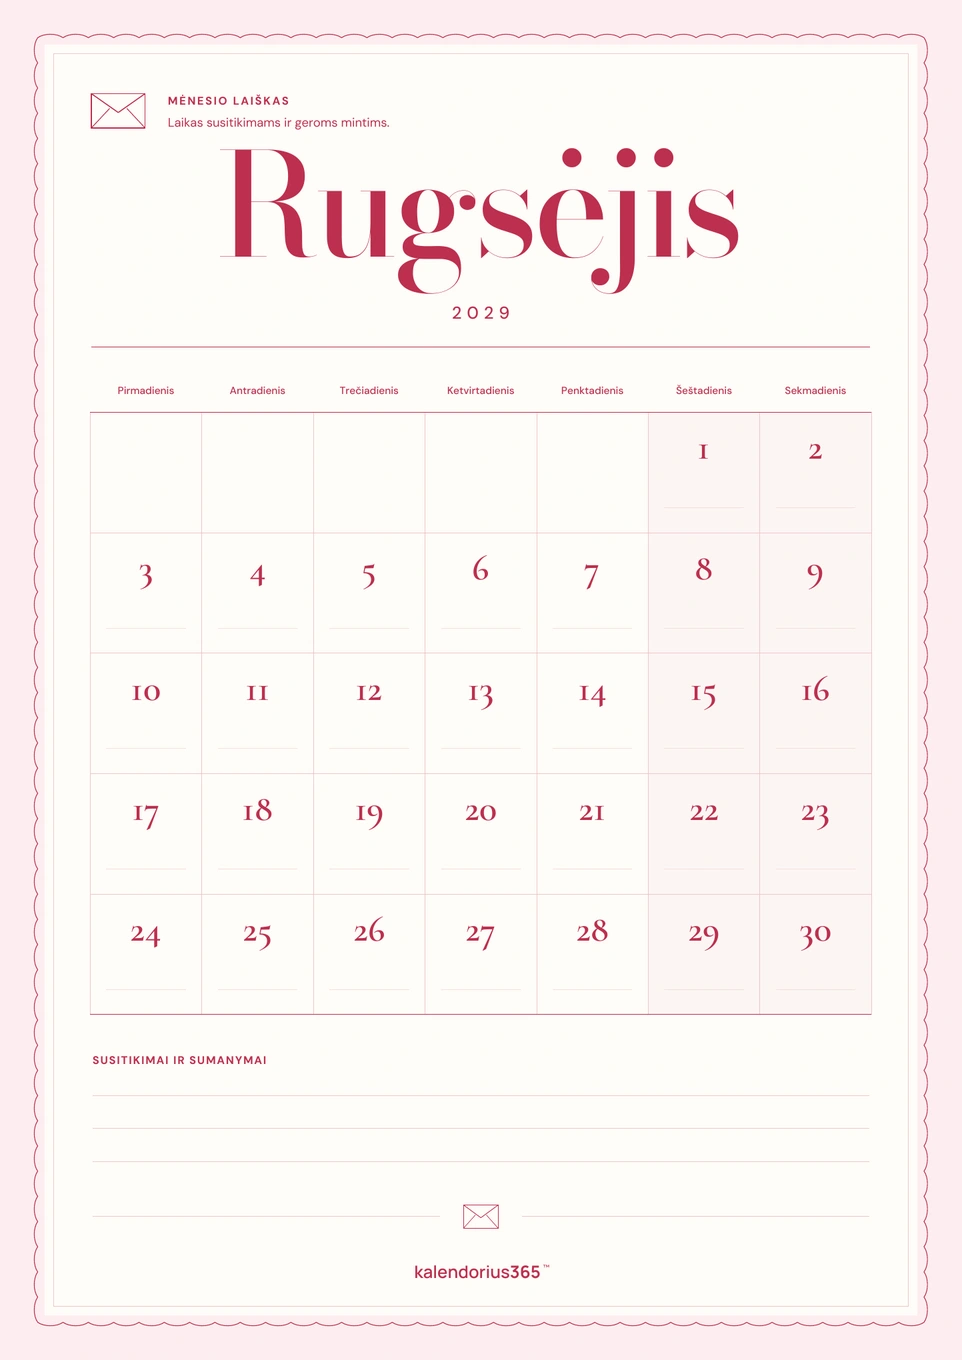 MĖNESIO LAIŠKAS
Laikas susitikimams ir geroms mintims.
Rugsėjis
2029
Pirmadienis Antradienis Trečiadienis Ketvirtadienis Penktadienis Šeštadienis Sekmadienis
1 2
3 4 5 6 7 8 9
10 11 12 13 14 15 16
17 18 19 20 21 22 23
24 25 26 27 28 29 30
SUSITIKIMAI IR SUMANYMAI
kalendorius365™